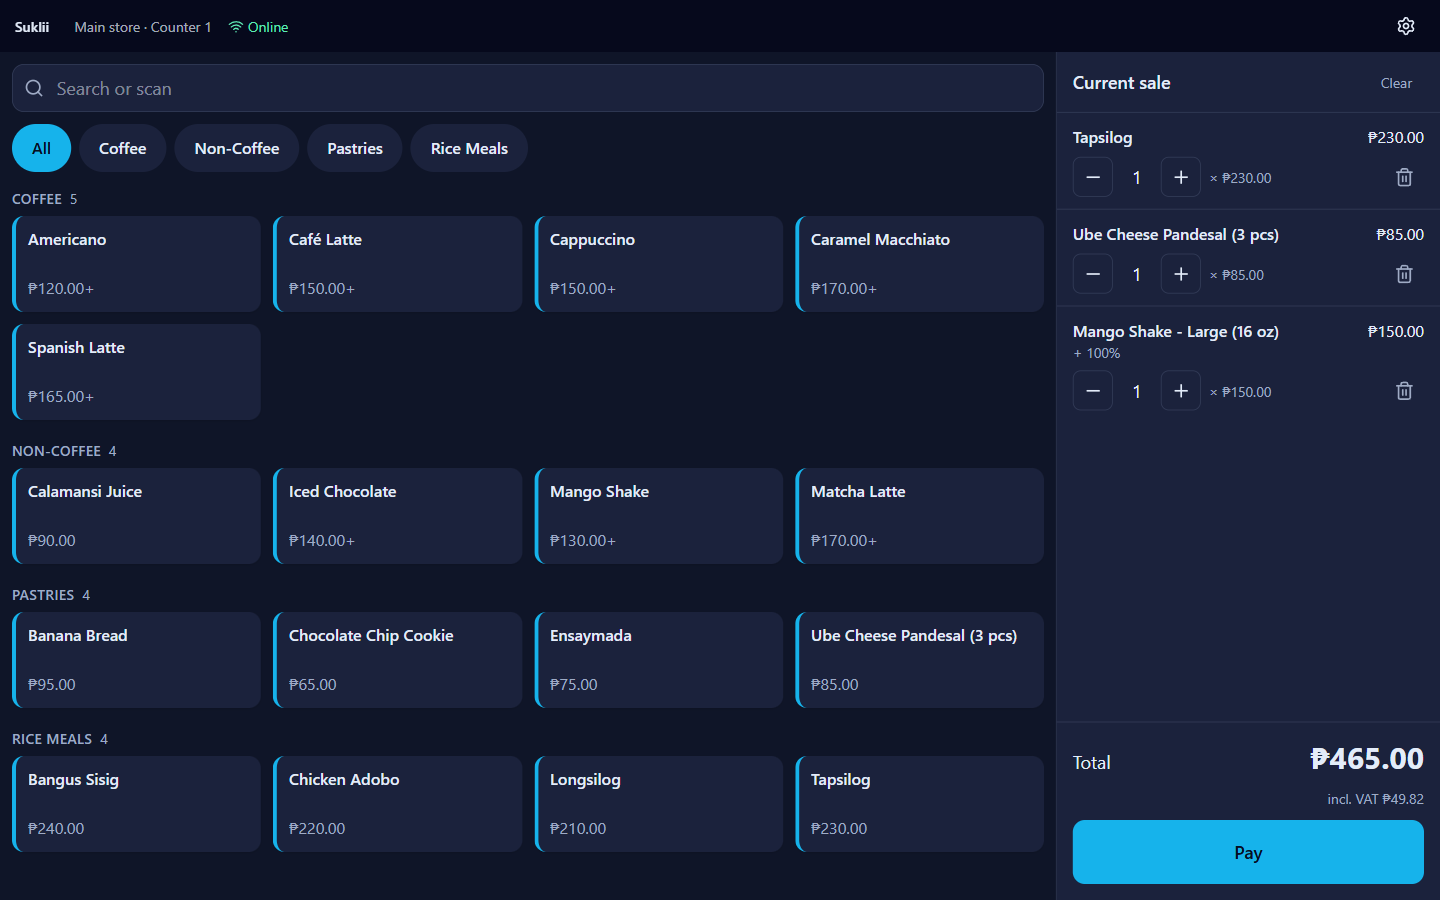 Suklii
Main store · Counter 1
Online
Search or scan
All
Coffee
Non-Coffee
Pastries
Rice Meals
COFFEE 5
Americano
₱120.00+
Café Latte
₱150.00+
Cappuccino
₱150.00+
Caramel Macchiato
₱170.00+
Spanish Latte
₱165.00+
NON-COFFEE 4
Calamansi Juice
₱90.00
Iced Chocolate
₱140.00+
Mango Shake
₱130.00+
Matcha Latte
₱170.00+
PASTRIES 4
Banana Bread
₱95.00
Chocolate Chip Cookie
₱65.00
Ensaymada
₱75.00
Ube Cheese Pandesal (3 pcs)
₱85.00
RICE MEALS 4
Bangus Sisig
₱240.00
Chicken Adobo
₱220.00
Longsilog
₱210.00
Tapsilog
₱230.00
Current sale
Clear
Tapsilog ₱230.00
− 1 + × ₱230.00
Ube Cheese Pandesal (3 pcs) ₱85.00
− 1 + × ₱85.00
Mango Shake - Large (16 oz) ₱150.00
+ 100%
− 1 + × ₱150.00
Total ₱465.00
incl. VAT ₱49.82
Pay